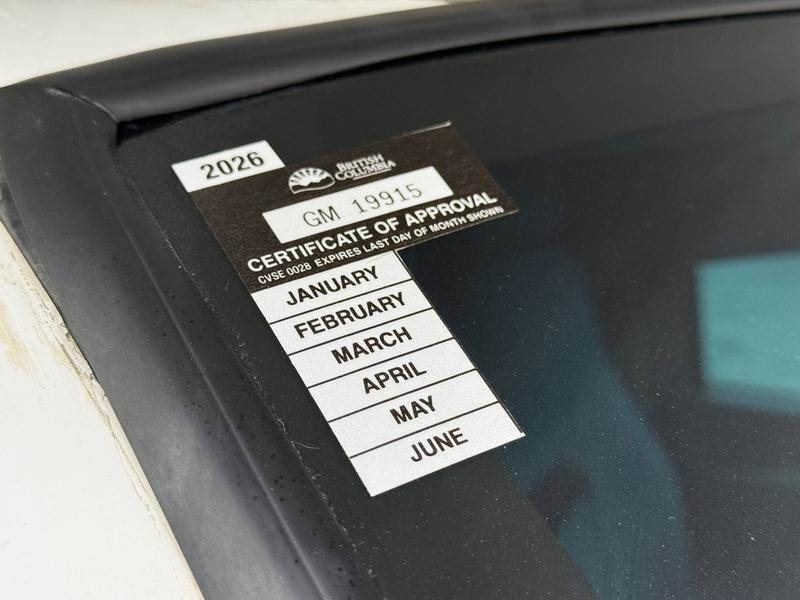 2026
BRITISH
COLUMBIA
GM 19915
CERTIFICATE OF APPROVAL
CVSE 0028 EXPIRES LAST DAY OF MONTH SHOWN
JANUARY
FEBRUARY
MARCH
APRIL
MAY
JUNE